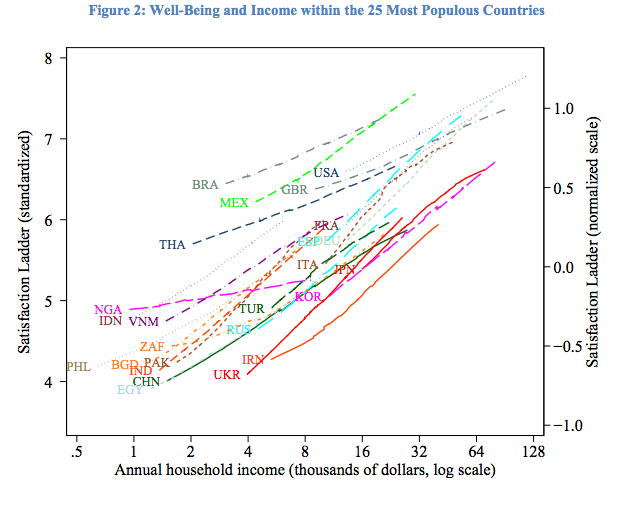 Figure 2: Well-Being and Income within the 25 Most Populous Countries
8
7
6
5
4
Satisfaction Ladder (standardized)
1.0
0.5
0.0
−0.5
−1.0
Satisfaction Ladder (normalized scale)
USA
BRA
GBR
MEX
FRA
ESP
DEU
THA
ITA
JPN
KOR
NGA
TUR
IDN VNM
RUS
ZAF
IRN
PHL
BGD
PAK
IND
UKR
CHN
EGY
.5 1 2 4 8 16 32 64 128
Annual household income (thousands of dollars, log scale)